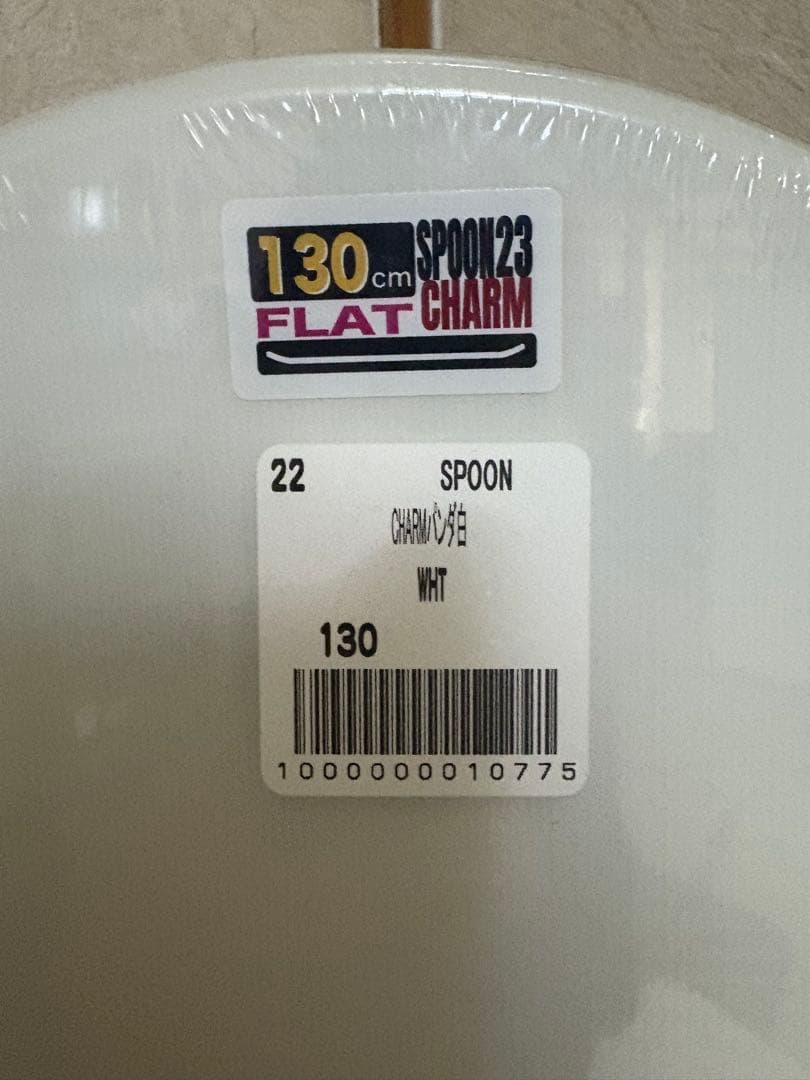 130cm SPOON23
FLAT CHARM
22 SPOON
CHARMパンダ白
WHT
130
1000000010775